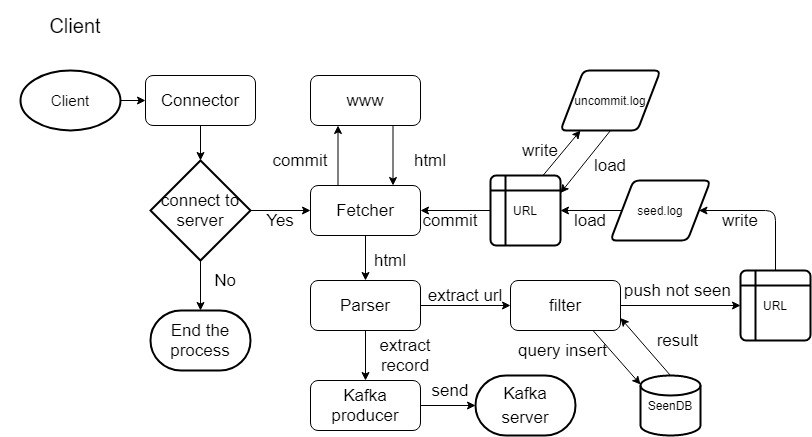 Client
Client
Connector
www
uncommit.log
write
load
commit
html
connect to
server
Yes
Fetcher
commit
URL
load
seed.log
write
No
html
End the
process
Parser
extract url
filter
push not seen
URL
extract
record
query insert
result
Kafka
producer
send
Kafka
server
SeenDB